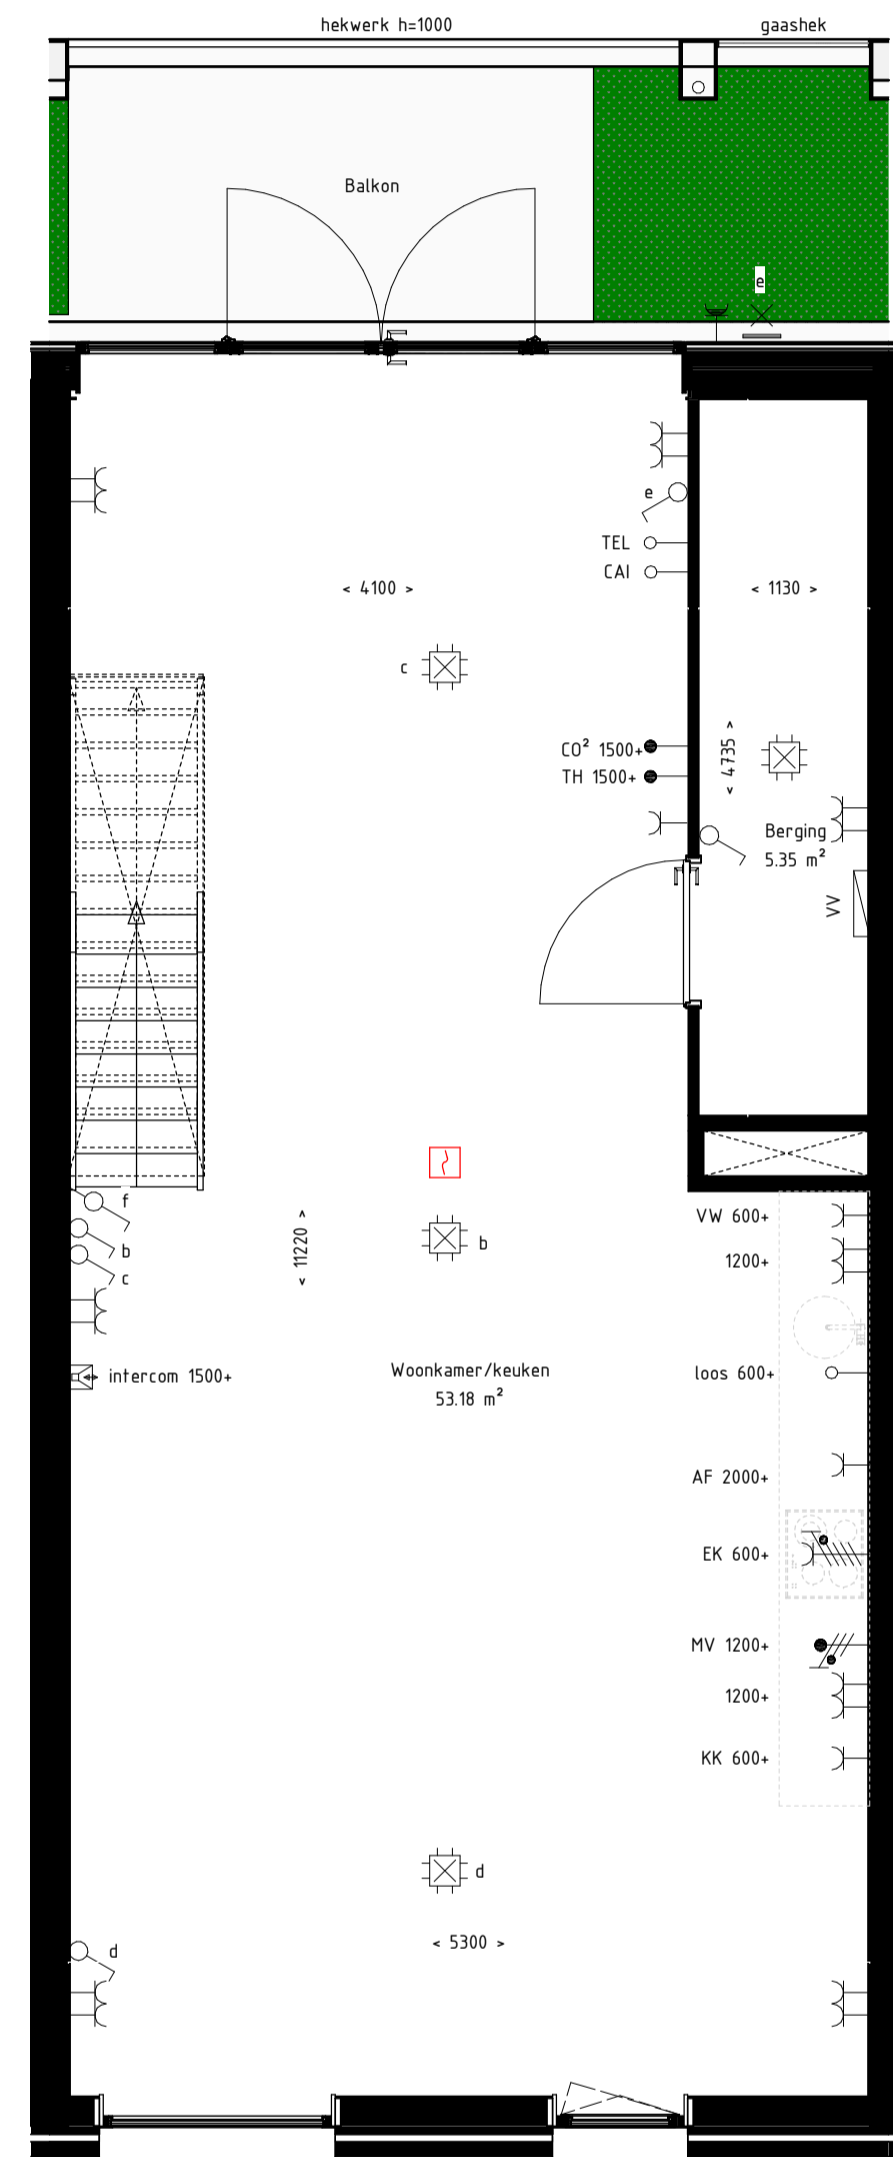 hekwerk h=1000
gaashek
Balkon
e
e
TEL
CAI
< 4100 >
< 1130 >
c
CO² 1500+
TH 1500+
< 4735 >
Berging
5.35 m²
VV
f
b
c
< 11220 >
b
VW 600+
1200+
intercom 1500+
Woonkamer/keuken
53.18 m²
loos 600+
AF 2000+
EK 600+
MV 1200+
1200+
KK 600+
d
< 5300 >
d